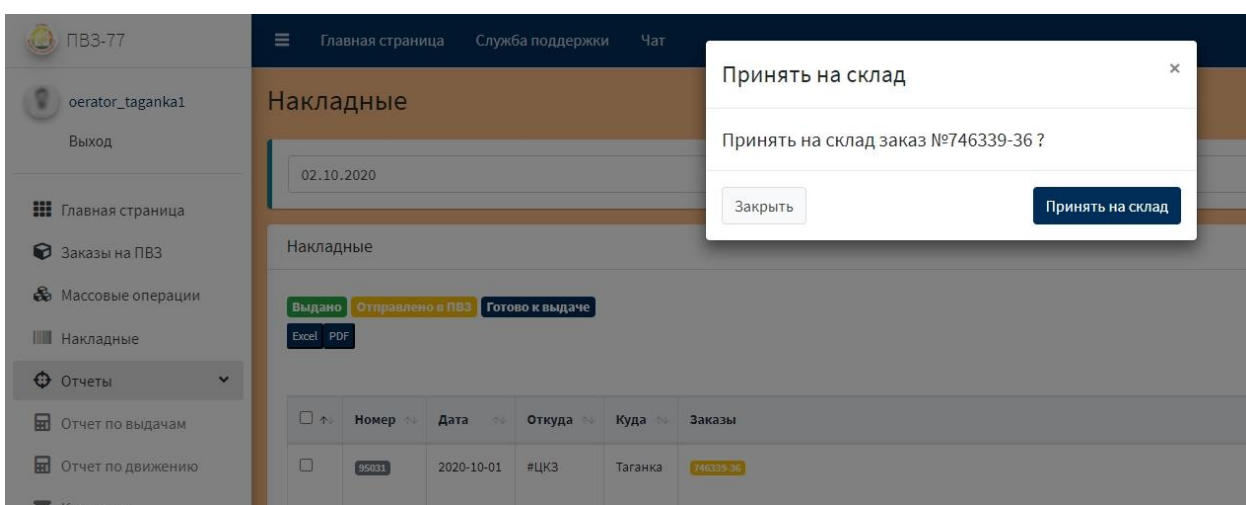 ПВЗ-77
Главная страница Служба поддержки Чат
oerator_taganka1
Выход
Главная страница
Заказы на ПВЗ
Массовые операции
Накладные
Отчеты
Отчет по выдачам
Отчет по движению
Накладные
02.10.2020
Накладные
Выдано Отправлено в ПВЗ Готово к выдаче
Excel PDF
Номер Дата Откуда Куда Заказы
95031 2020-10-01 #ЦКЗ Таганка 746339-36
Принять на склад ×
Принять на склад заказ №746339-36 ?
Закрыть Принять на склад